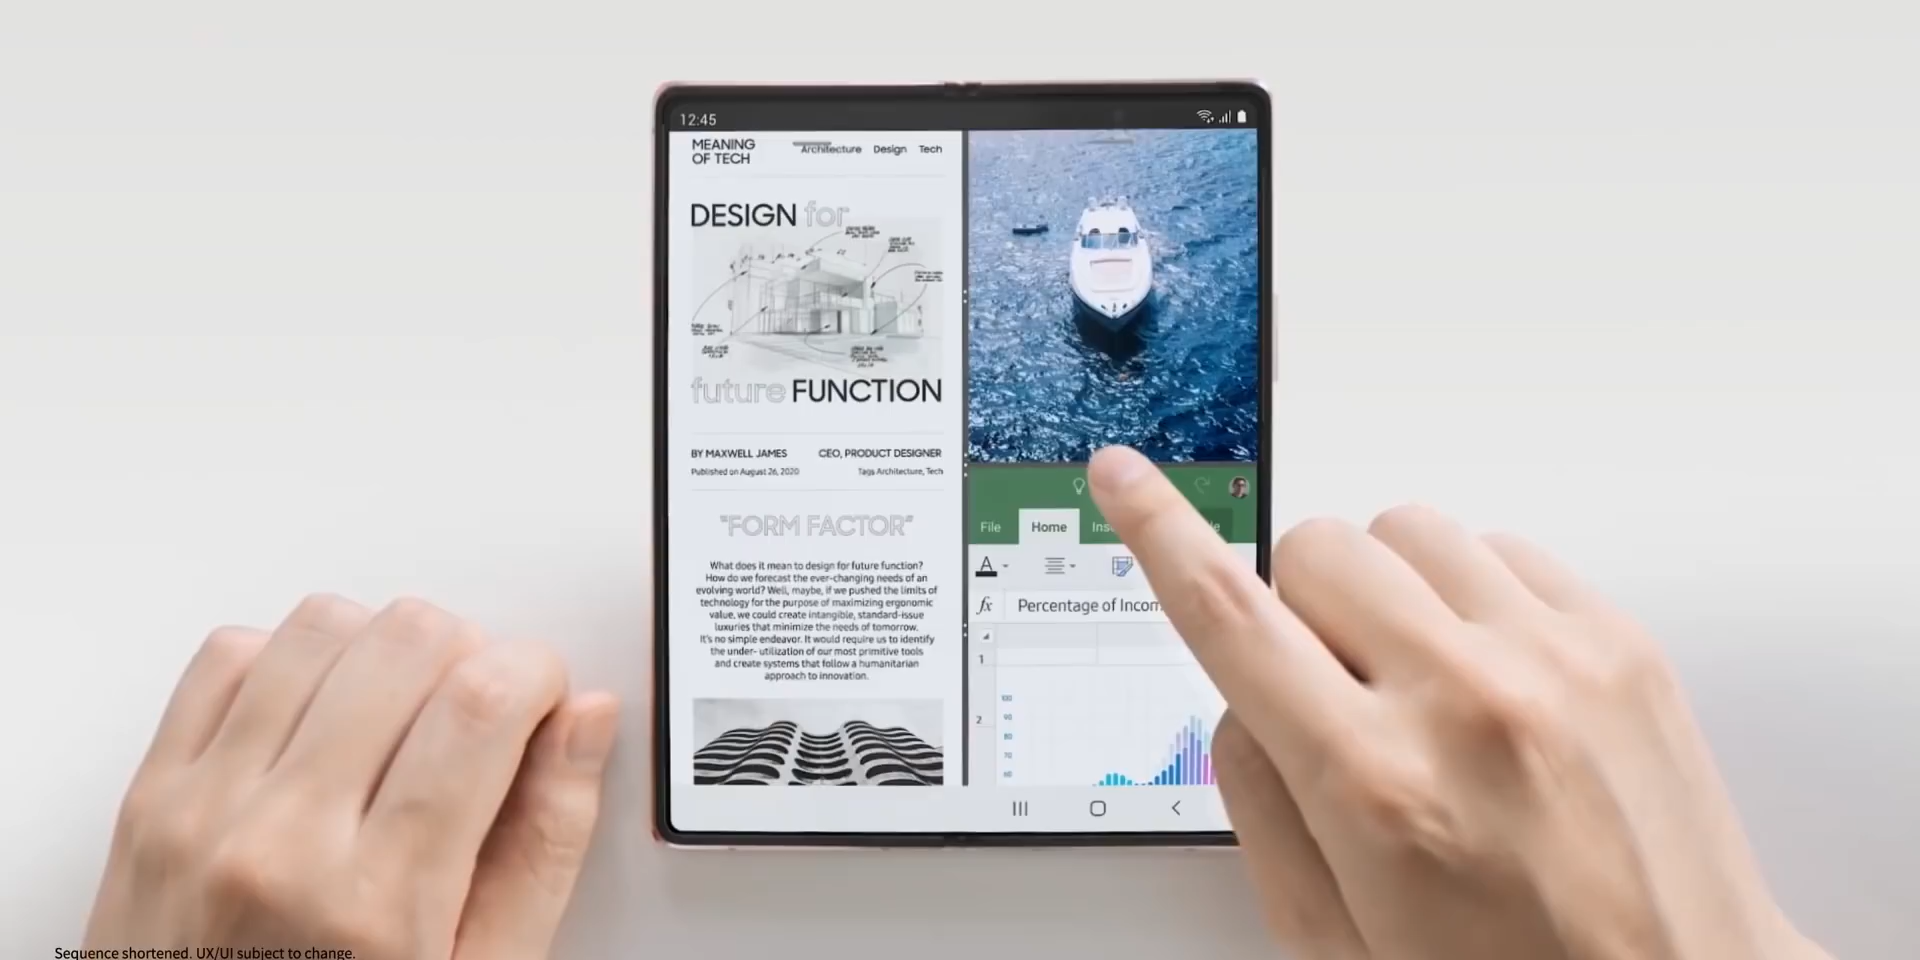 12:45
MEANING
OF TECH
Architecture Design Tech
DESIGN for
future FUNCTION
BY MAXWELL JAMES CEO, PRODUCT DESIGNER
Published on August 26, 2020 Tags Architecture, Tech
"FORM FACTOR"
What does it mean to design for future function?
How do we forecast the ever-changing needs of an
evolving world? Well, maybe, if we pushed the limits of
technology for the purpose of maximizing ergonomic
value, we could create intangible, standard-issue
luxuries that minimize the needs of tomorrow.
It's no simple endeavor. It would require us to identify
the under- utilization of our most primitive tools
and create systems that follow a humanitarian
approach to innovation.
File Home
A
fx Percentage of
1
2
100
90
80
70
60
Sequence shortened. UX/UI subject to change.